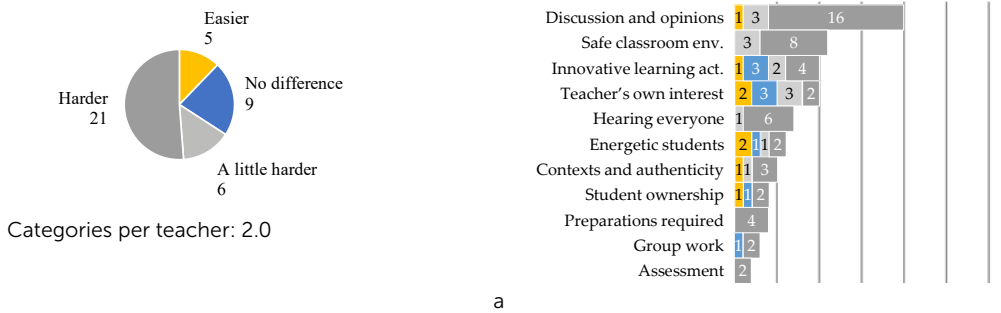 Easier
5
No difference
9
Harder
21
A little harder
6
Categories per teacher: 2.0
Discussion and opinions 1 3 16
Safe classroom env. 3 8
Innovative learning act. 1 3 2 4
Teacher's own interest 2 3 3 2
Hearing everyone 1 6
Energetic students 2 1 1 2
Contexts and authenticity 1 1 3
Student ownership 1 1 2
Preparations required 4
Group work 1 2
Assessment 2
a